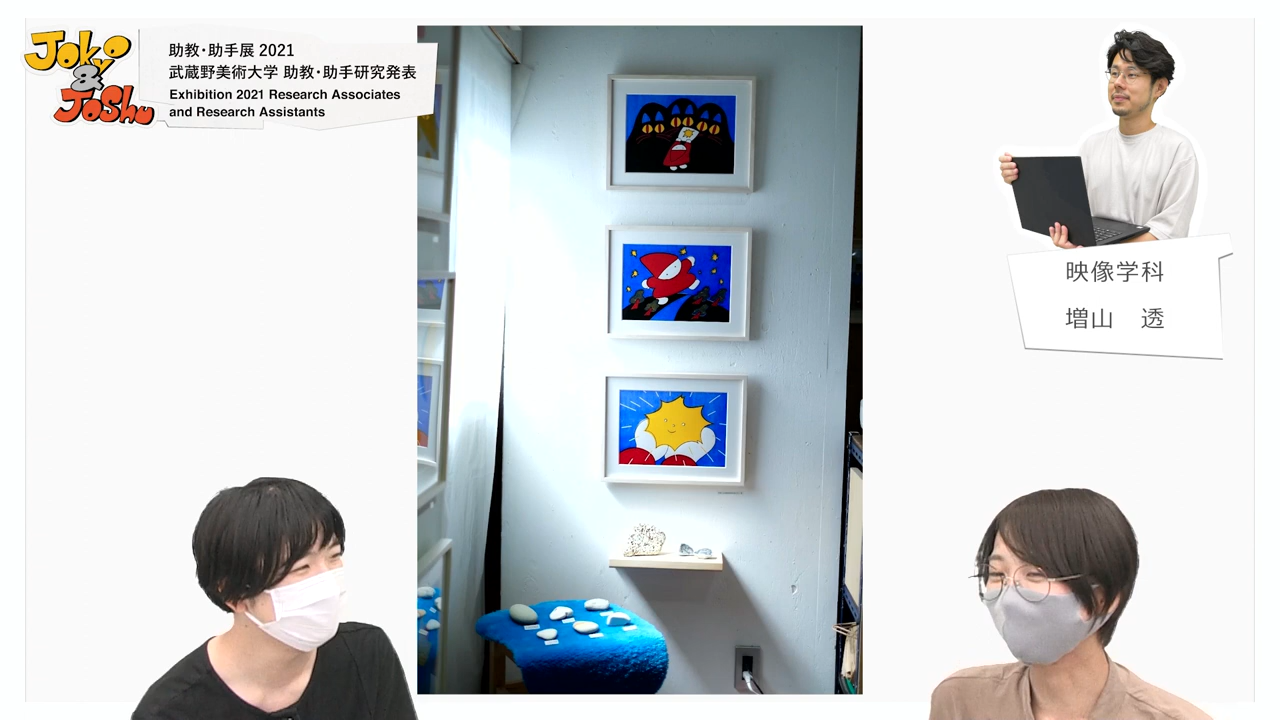 Jokyo
&
Joshu
助教・助手展 2021
武蔵野美術大学 助教・助手研究発表
Exhibition 2021 Research Associates
and Research Assistants
映像学科
増山 透